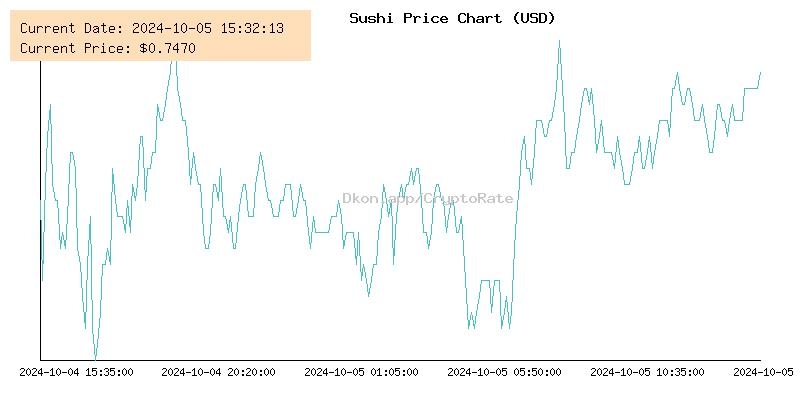 Sushi Price Chart (USD)
Current Date: 2024-10-05 15:32:13
Current Price: $0.7470
Dkon.app/CryptoRate
2024-10-04 15:35:00 2024-10-04 20:20:00 2024-10-05 01:05:00 2024-10-05 05:50:00 2024-10-05 10:35:00 2024-10-05